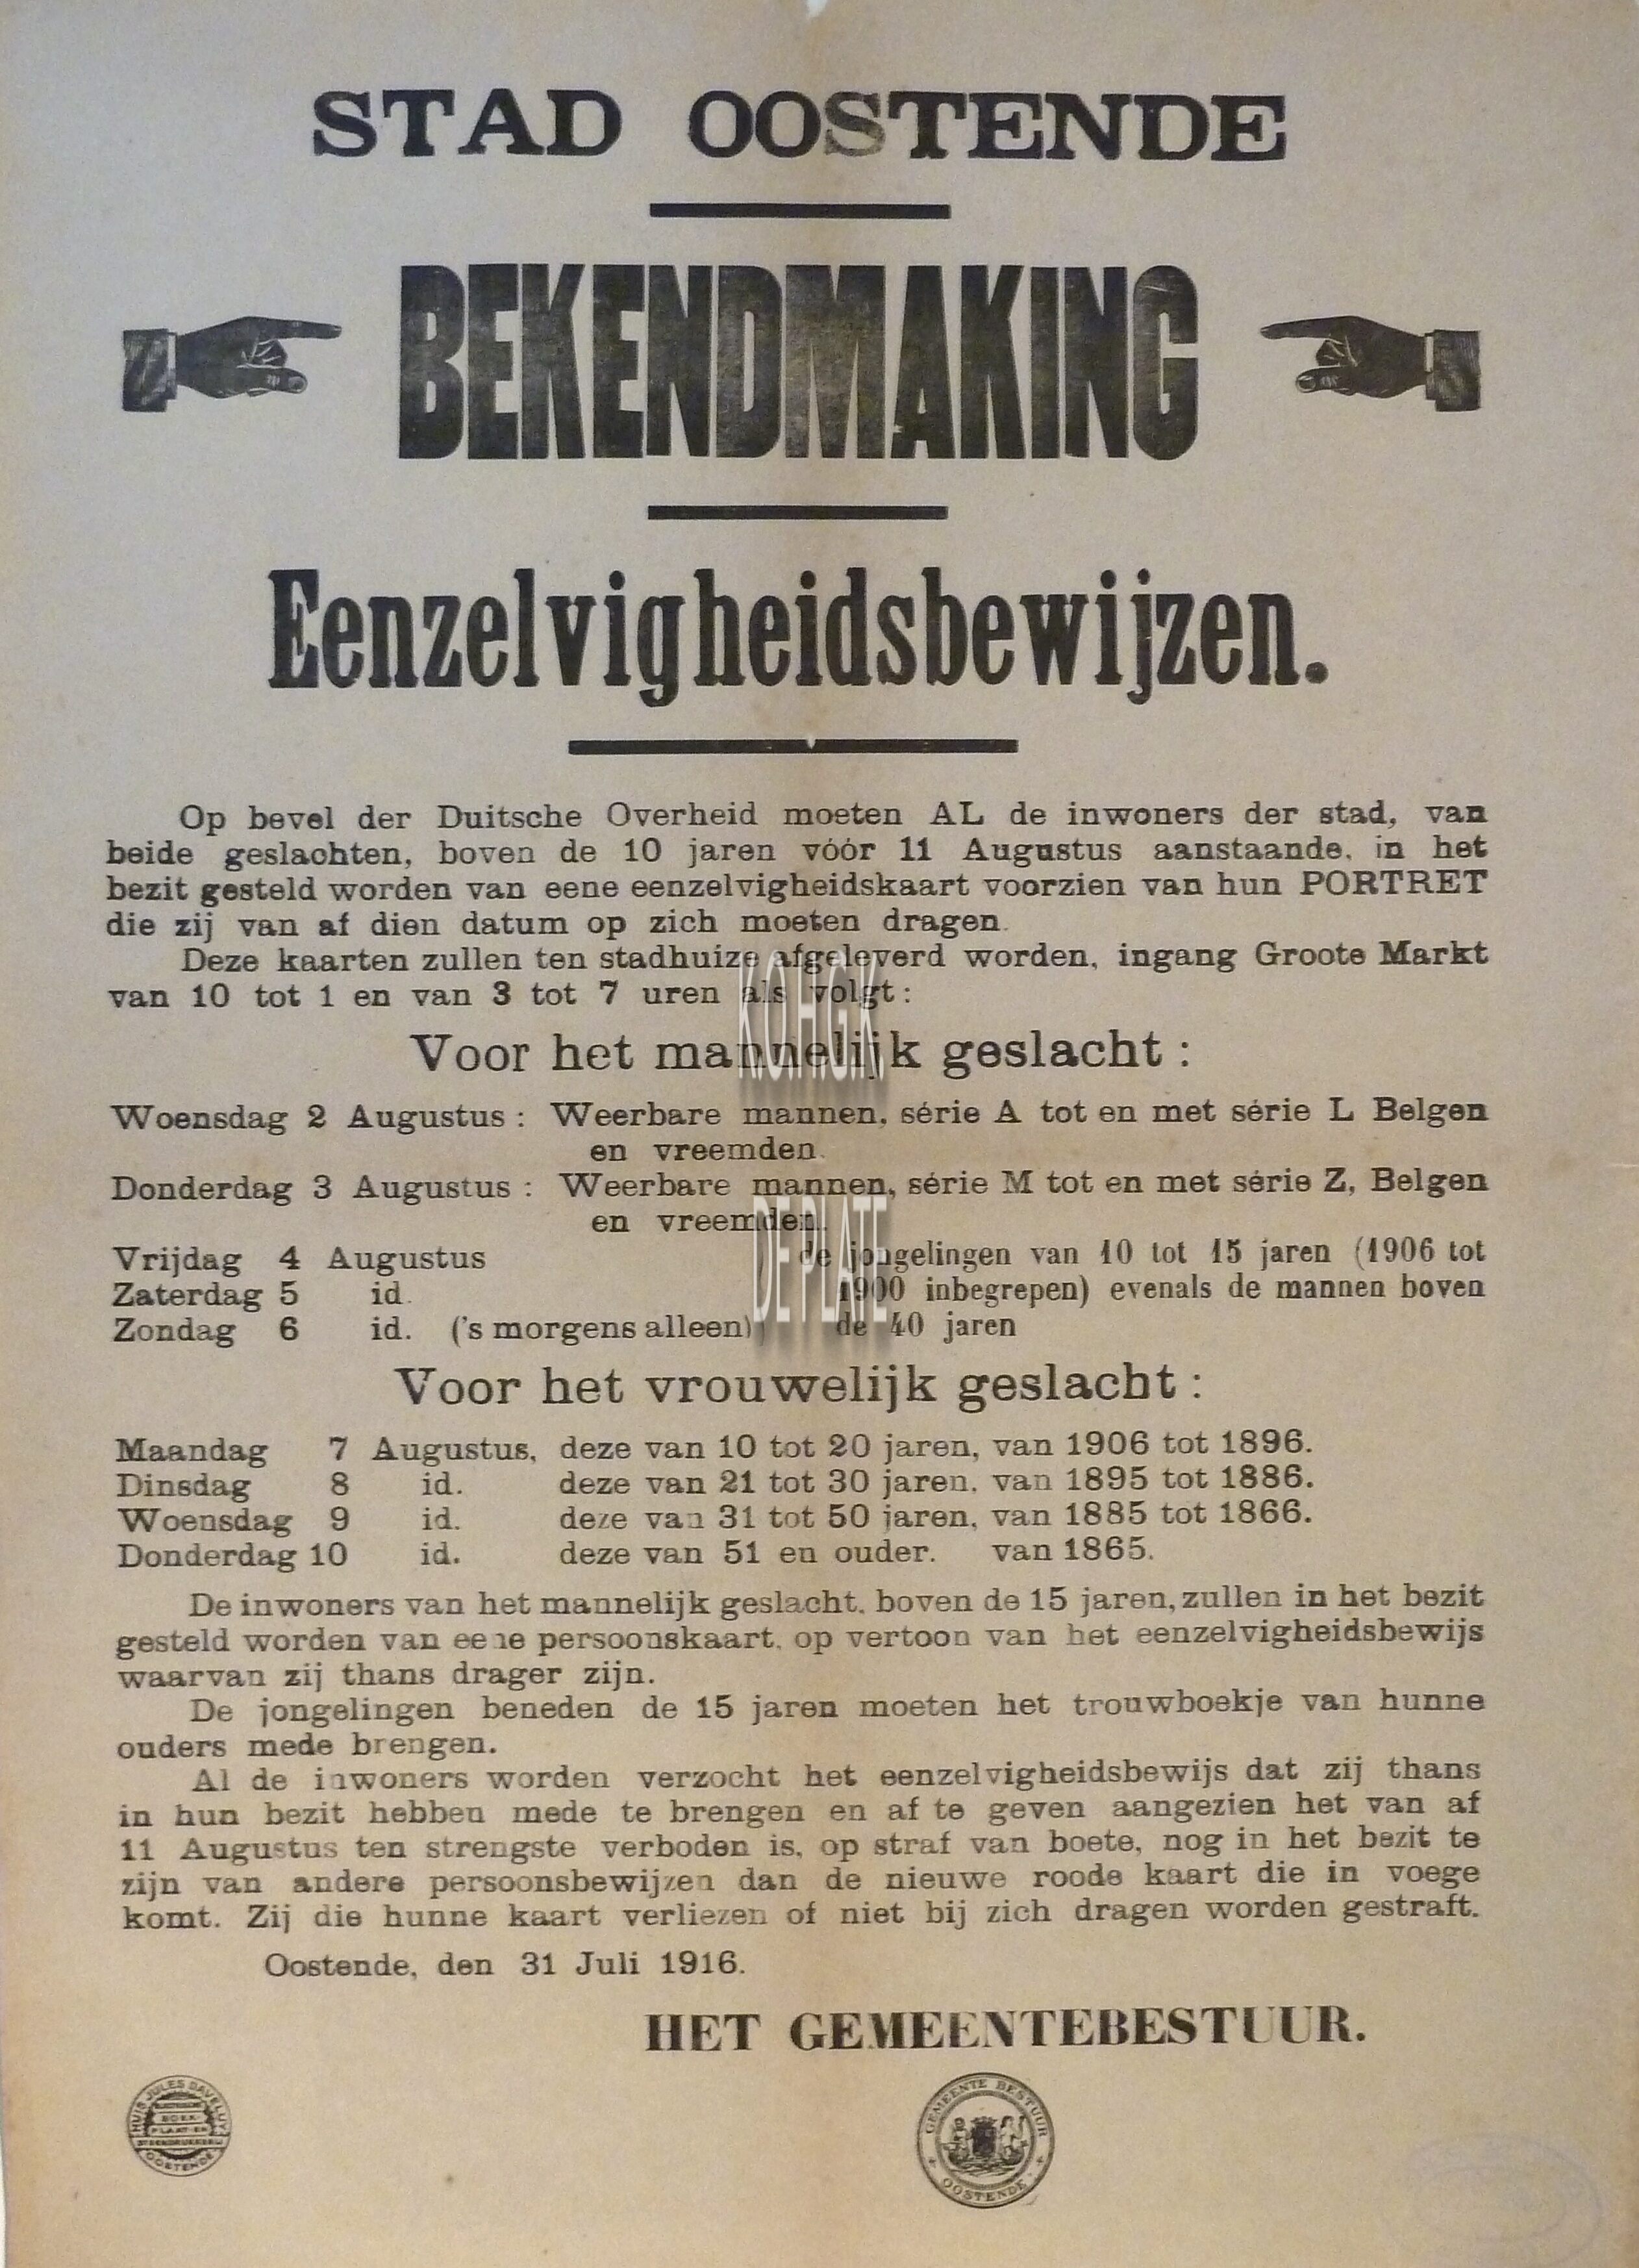 STAD OOSTENDE
BEKENDMAKING
Eenzelvigheidsbewijzen.
Op bevel der Duitsche Overheid moeten AL de inwoners der stad, van
beide geslachten, boven de 10 jaren vóór 11 Augustus aanstaande, in het
bezit gesteld worden van eene eenzelvigheidskaart voorzien van hun PORTRET
die zij van af dien datum op zich moeten dragen.
Deze kaarten zullen ten stadhuize afgeleverd worden, ingang Groote Markt
van 10 tot 1 en van 3 tot 7 uren als volgt :
KOHGK
Voor het mannelijk geslacht :
Woensdag 2 Augustus : Weerbare mannen, série A tot en met série L Belgen
en vreemden.
Donderdag 3 Augustus : Weerbare mannen, série M tot en met série Z, Belgen
en vreemden.
DE PLATE
Vrijdag 4 Augustus de jongelingen van 10 tot 15 jaren (1906 tot
Zaterdag 5 id. 1900 inbegrepen) evenals de mannen boven
Zondag 6 id. ('s morgens alleen) de 40 jaren
Voor het vrouwelijk geslacht :
Maandag 7 Augustus, deze van 10 tot 20 jaren, van 1906 tot 1896.
Dinsdag 8 id. deze van 21 tot 30 jaren, van 1895 tot 1886.
Woensdag 9 id. deze van 31 tot 50 jaren, van 1885 tot 1866.
Donderdag 10 id. deze van 51 en ouder. van 1865.
De inwoners van het mannelijk geslacht, boven de 15 jaren, zullen in het bezit
gesteld worden van eene persoonskaart, op vertoon van het eenzelvigheidsbewijs
waarvan zij thans drager zijn.
De jongelingen beneden de 15 jaren moeten het trouwboekje van hunne
ouders mede brengen.
Al de inwoners worden verzocht het eenzelvigheidsbewijs dat zij thans
in hun bezit hebben mede te brengen en af te geven aangezien het van af
11 Augustus ten strengste verboden is, op straf van boete, nog in het bezit te
zijn van andere persoonsbewijzen dan de nieuwe roode kaart die in voege
komt. Zij die hunne kaart verliezen of niet bij zich dragen worden gestraft.
Oostende, den 31 Juli 1916.
HET GEMEENTEBESTUUR.
HUIS JULES DAVELUY
BOEK
PLAAT- EN
STEENDRUKKERIJ
OOSTENDE
GEMEENTE BESTUUR
OOSTENDE